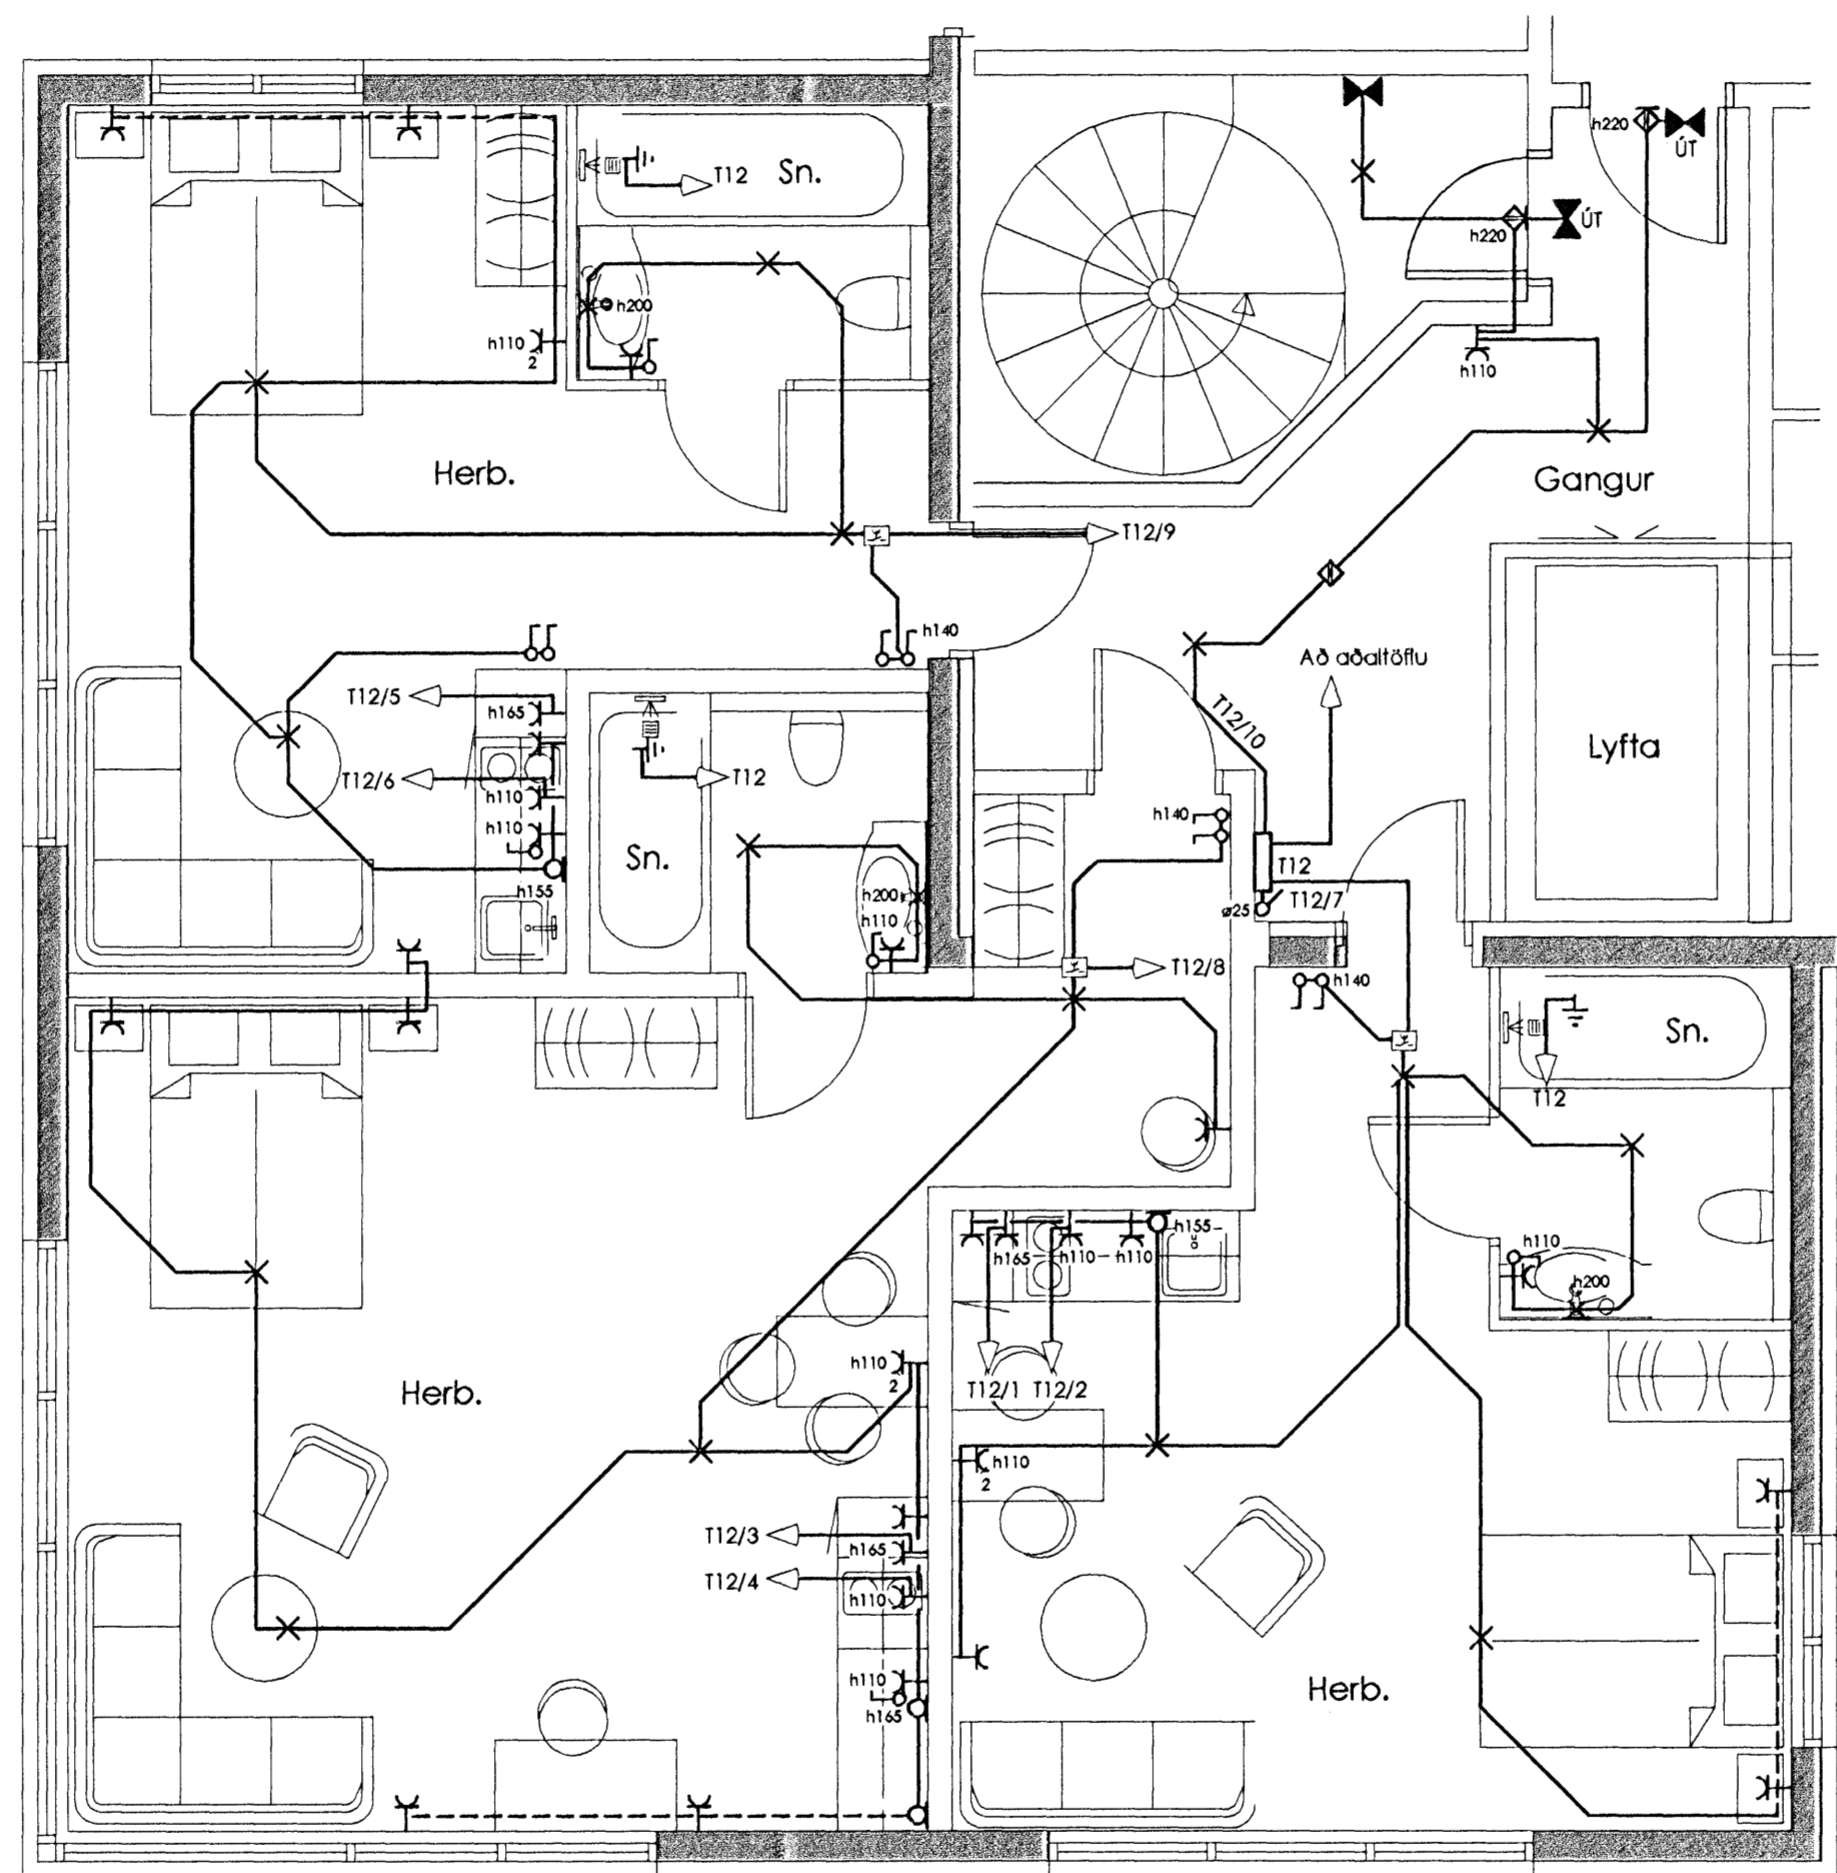 h220
ÚT
T12
Sn.
h220
ÚT
h200
h110
2
h110
Herb.
Gangur
T12/9
h140
Að aðaltöflu
T12/5
h165
T12/10
Lyfta
T12/6
T12
h110
h110
h140
Sn.
T12
h155
h200
T12/7
ø25
h110
T12/8
h140
Sn.
T12
h155
h165
h110
h110
h110
h200
h110
2
T12/1
T12/2
Herb.
h110
2
T12/3
h165
T12/4
h110
h110
Herb.
h165